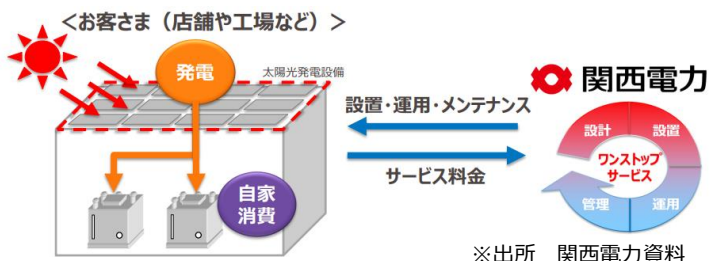 ＜お客さま（店舗や工場など）＞
発電
太陽光発電設備
自家
消費
設置・運用・メンテナンス
サービス料金
関西電力
設計
設置
ワンストップ
サービス
管理
運用
※出所　関西電力資料